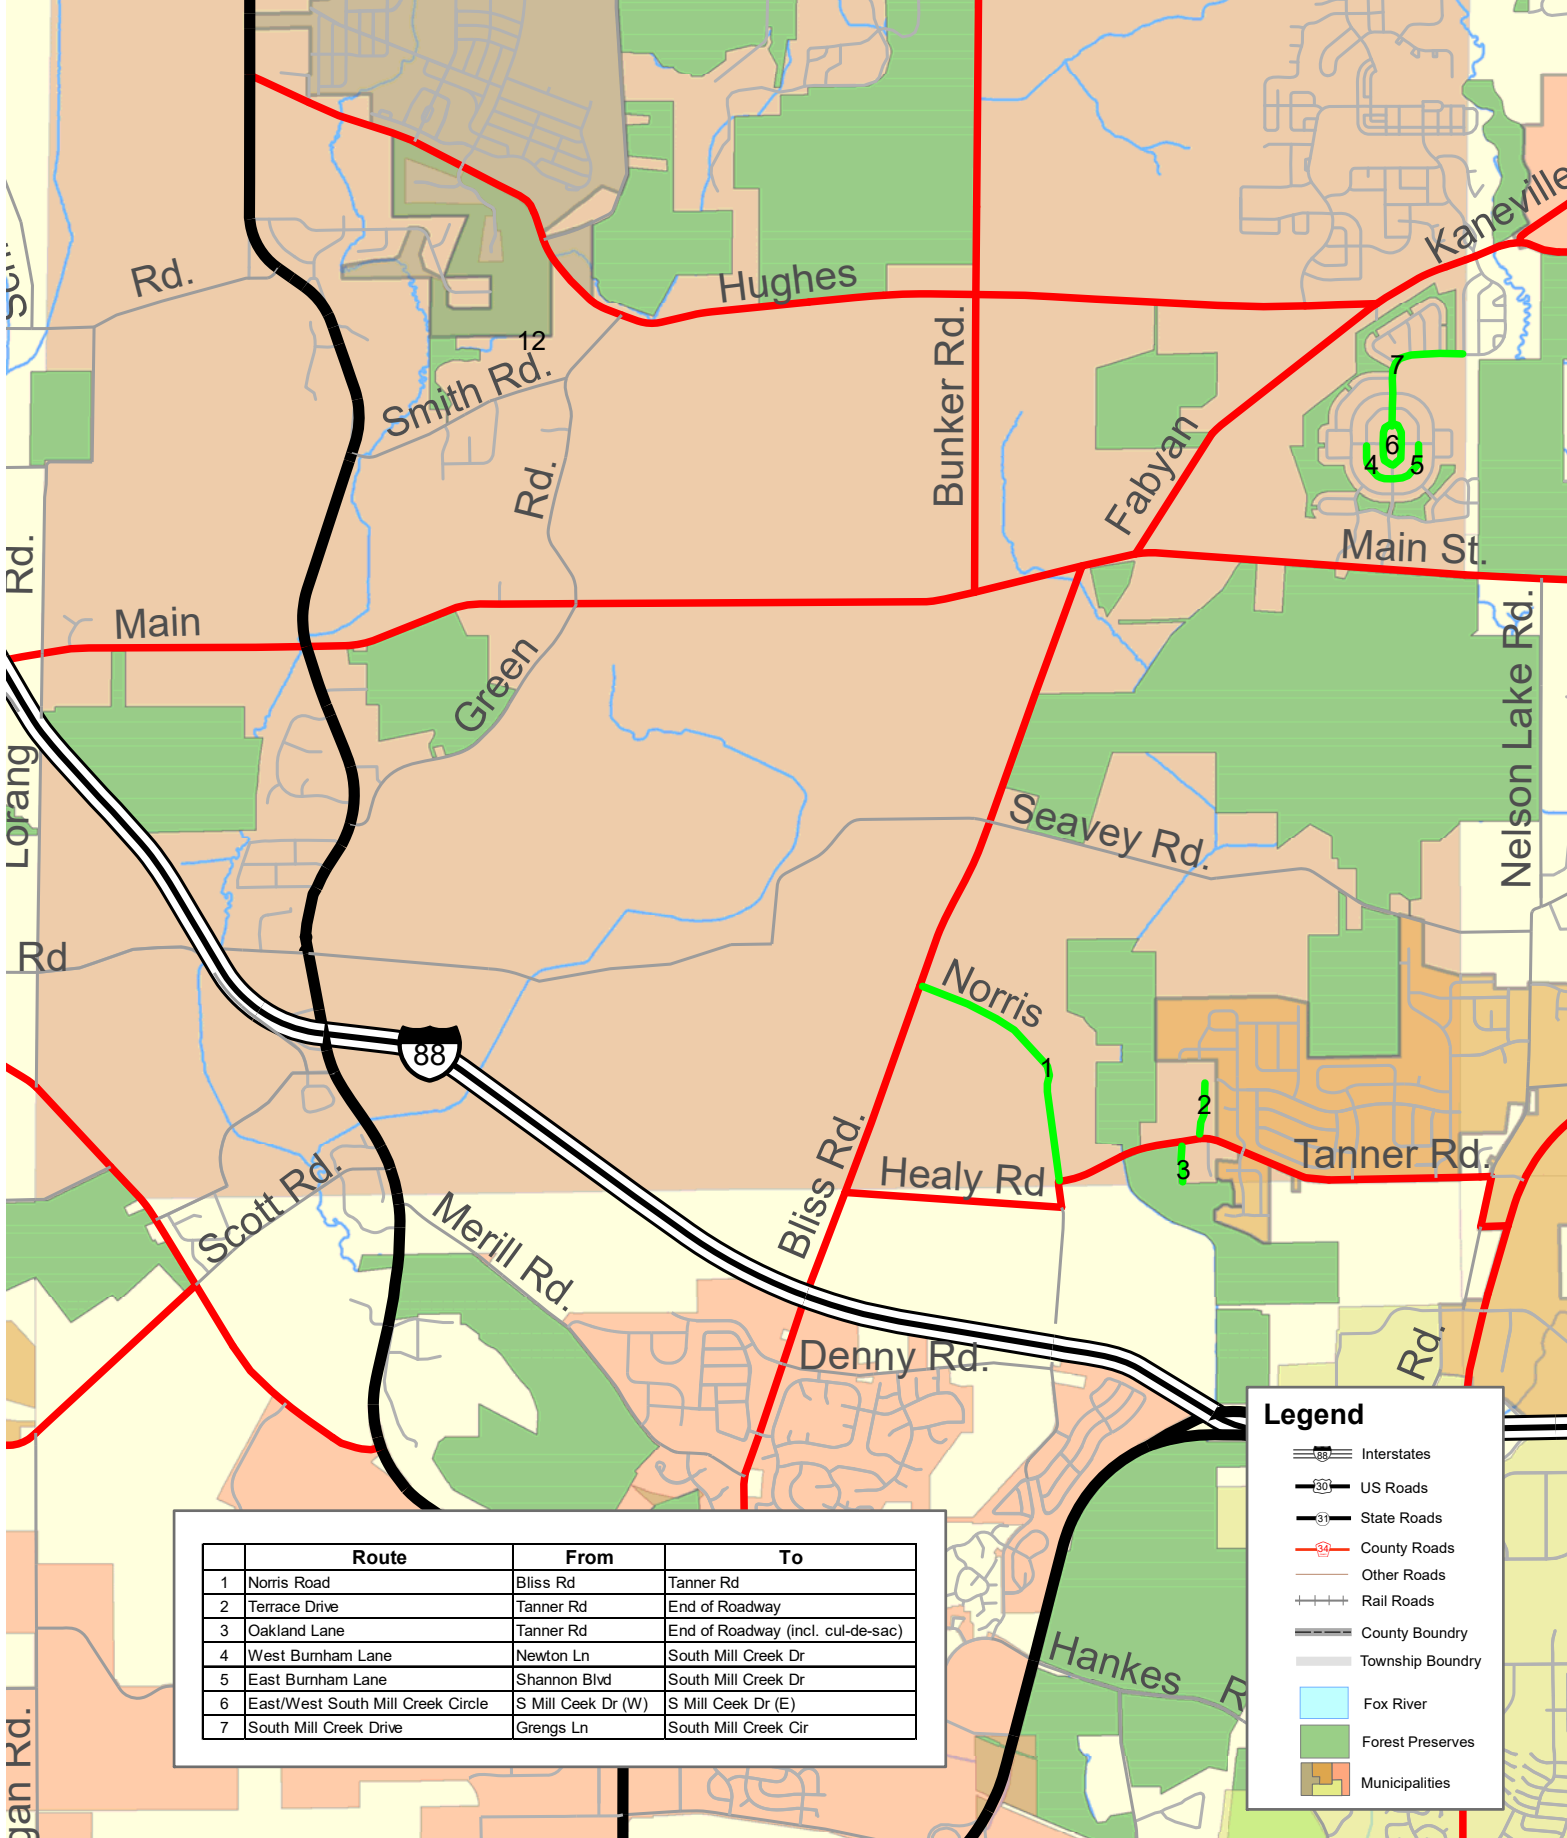 Kaneville
Rd.
Hughes
12
Smith Rd.
Bunker Rd.
7
6
4
5
Fabyan
Rd.
Main St.
Rd.
Main
Green
Nelson Lake Rd.
Lorang
Seavey Rd.
Rd
Norris
88
1
2
Tanner Rd.
3
Healy Rd
Bliss Rd.
Scott Rd.
Merill Rd.
Denny Rd.
Rd.
Hankes
R
gan Rd.
Route From To
1 Norris Road Bliss Rd Tanner Rd
2 Terrace Drive Tanner Rd End of Roadway
3 Oakland Lane Tanner Rd End of Roadway (incl. cul-de-sac)
4 West Burnham Lane Newton Ln South Mill Creek Dr
5 East Burnham Lane Shannon Blvd South Mill Creek Dr
6 East/West South Mill Creek Circle S Mill Ceek Dr (W) S Mill Ceek Dr (E)
7 South Mill Creek Drive Grengs Ln South Mill Creek Cir
Legend
88 Interstates
30 US Roads
31 State Roads
34 County Roads
Other Roads
Rail Roads
County Boundry
Township Boundry
Fox River
Forest Preserves
Municipalities